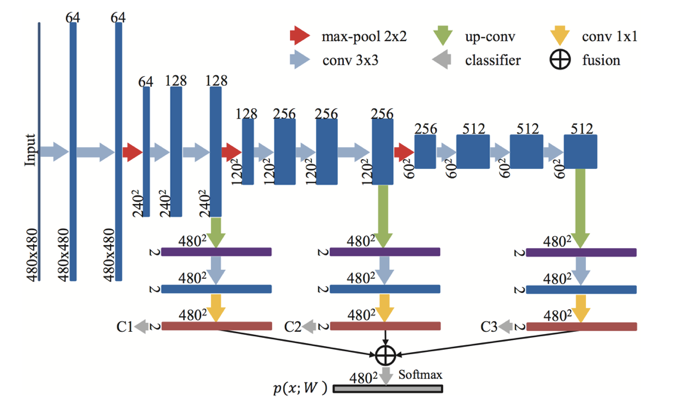 64 64
max-pool 2x2 up-conv conv 1x1
conv 3x3 classifier fusion
64 128 128
128 256 256 256
256 512 512 512
Input
480x480 480x480 480x480
240² 240² 240²
120² 120² 120² 120²
60² 60² 60² 60²
480² 480² 480²
2 2 2
480² 480² 480²
2 2 2
480² 480² 480²
C1 2 C2 2 C3 2
480² Softmax
p(x;W)